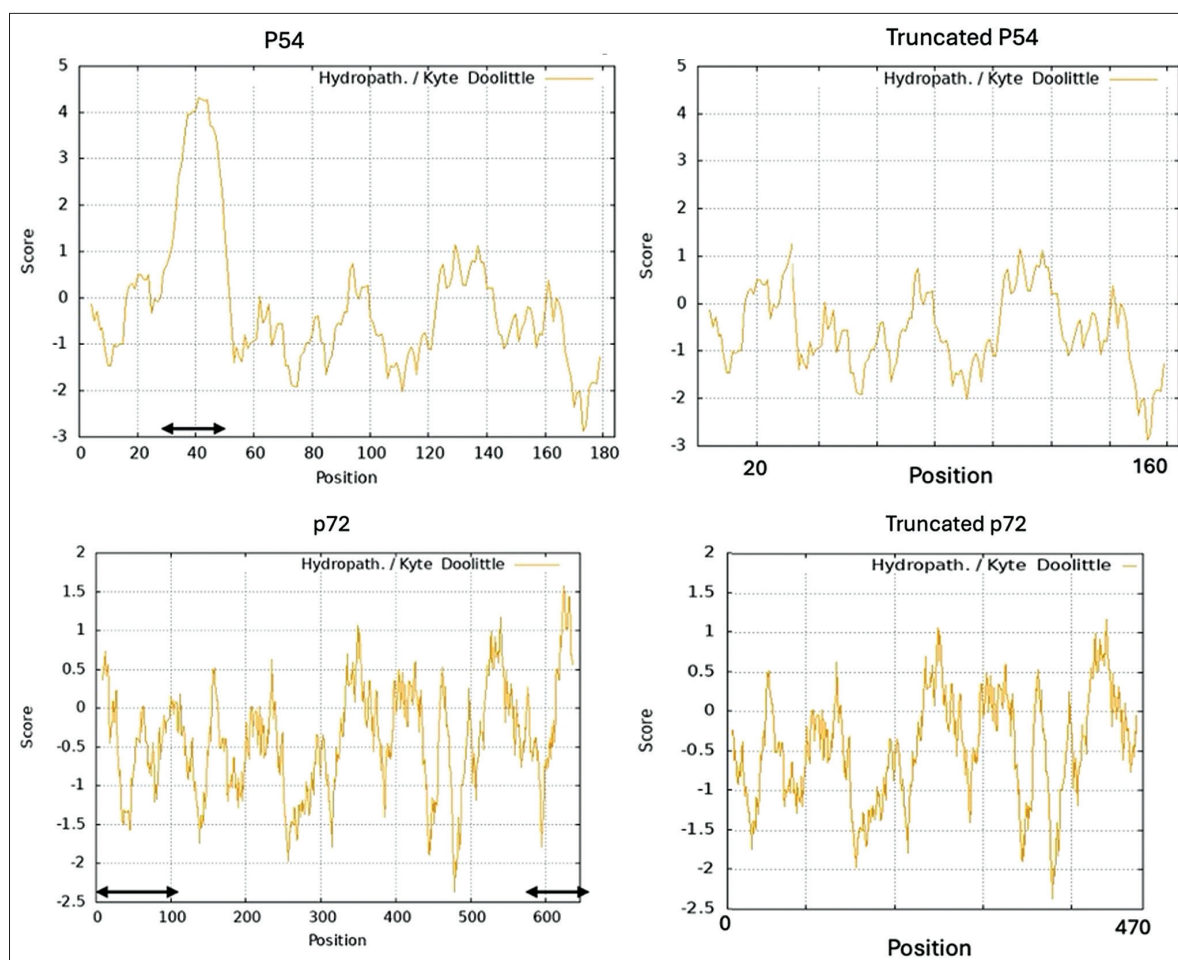 P54
Hydropath. / Kyte Doolittle
5
4
3
2
1
0
-1
-2
-3
Score
0 20 40 60 80 100 120 140 160 180
Position
Truncated P54
Hydropath. / Kyte Doolittle
5
4
3
2
1
0
-1
-2
-3
Score
20 160
Position
p72
Hydropath. / Kyte Doolittle
2
1.5
1
0.5
0
-0.5
-1
-1.5
-2
-2.5
Score
0 100 200 300 400 500 600
Position
Truncated p72
Hydropath. / Kyte Doolittle
2
1.5
1
0.5
0
-0.5
-1
-1.5
-2
-2.5
Score
0 470
Position